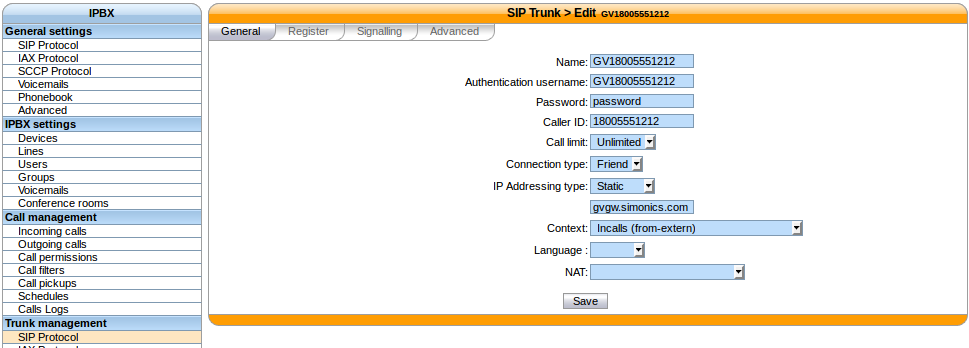 IPBX
General settings
SIP Protocol
IAX Protocol
SCCP Protocol
Voicemails
Phonebook
Advanced
IPBX settings
Devices
Lines
Users
Groups
Voicemails
Conference rooms
Call management
Incoming calls
Outgoing calls
Call permissions
Call filters
Call pickups
Schedules
Calls Logs
Trunk management
SIP Protocol
IAX Protocol
SIP Trunk > Edit GV18005551212
General Register Signalling Advanced
Name: GV18005551212
Authentication username: GV18005551212
Password: password
Caller ID: 18005551212
Call limit: Unlimited
Connection type: Friend
IP Addressing type: Static
gvgw.simonics.com
Context: Incalls (from-extern)
Language :
NAT:
Save